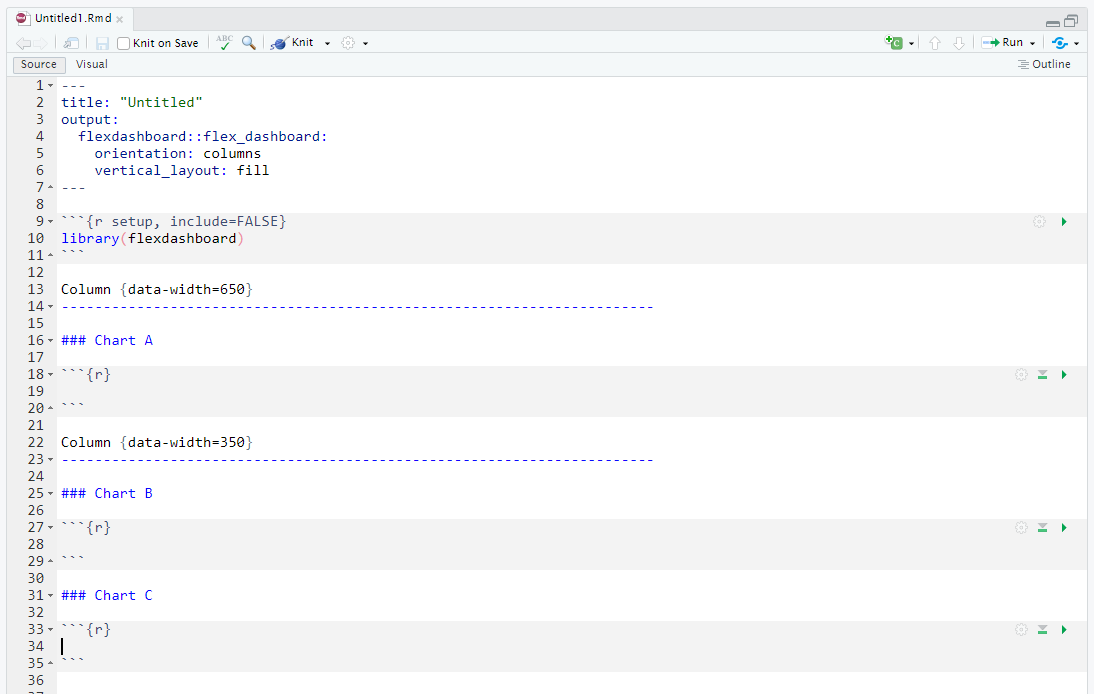 Untitled1.Rmd
Knit on Save
ABC
Knit
Run
Source Visual
Outline
1 ---
2 title: "Untitled"
3 output:
4   flexdashboard::flex_dashboard:
5     orientation: columns
6     vertical_layout: fill
7 ---
8
9 ```{r setup, include=FALSE}
10 library(flexdashboard)
11 ```
12
13 Column {data-width=650}
14 -----------------------------------------------------------------------
15
16 ### Chart A
17
18 ```{r}
19
20 ```
21
22 Column {data-width=350}
23 -----------------------------------------------------------------------
24
25 ### Chart B
26
27 ```{r}
28
29 ```
30
31 ### Chart C
32
33 ```{r}
34
35 ```
36